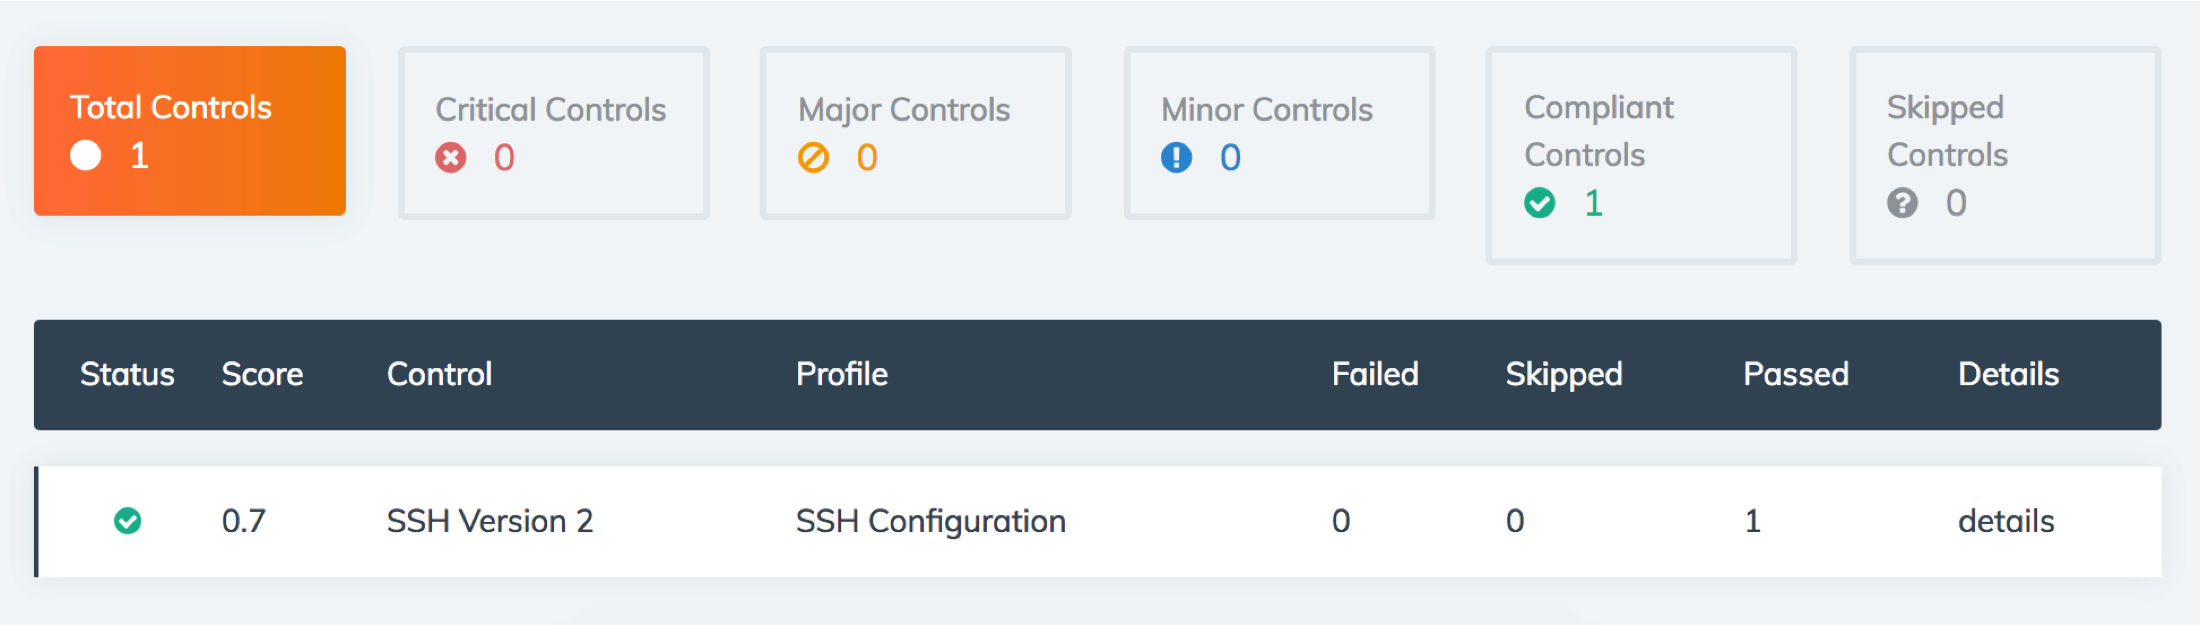 Total Controls
1
Critical Controls
0
Major Controls
0
Minor Controls
0
Compliant
Controls
1
Skipped
Controls
0
Status Score Control Profile Failed Skipped Passed Details
0.7 SSH Version 2 SSH Configuration 0 0 1 details